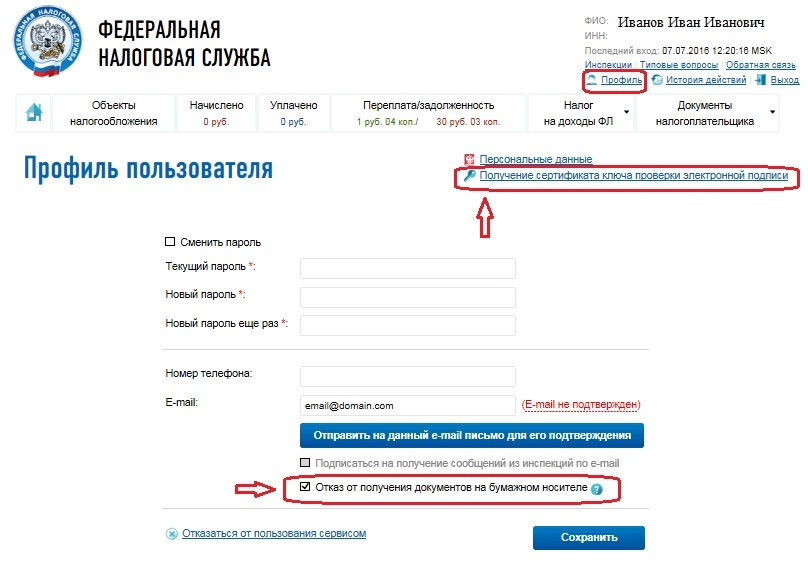 ФЕДЕРАЛЬНАЯ
НАЛОГОВАЯ СЛУЖБА
ФИО: Иванов Иван Иванович
ИНН:
Последний вход: 07.07.2016 12:20:16 MSK
Инспекции | Типовые вопросы | Обратная связь
Профиль История действий Выход
Объекты
налогообложения
Начислено
0 руб.
Уплачено
0 руб.
Переплата/задолженность
1 руб. 04 коп./ 30 руб. 03 коп.
Налог
на доходы ФЛ
Документы
налогоплательщика
Профиль пользователя
Персональные данные
Получение сертификата ключа проверки электронной подписи
Сменить пароль
Текущий пароль *:
Новый пароль *:
Новый пароль еще раз *:
Номер телефона:
E-mail: email@domain.com (E-mail не подтвержден)
Отправить на данный e-mail письмо для его подтверждения
Подписаться на получение сообщений из инспекций по e-mail
Отказ от получения документов на бумажном носителе ?
Отказаться от пользования сервисом
Сохранить